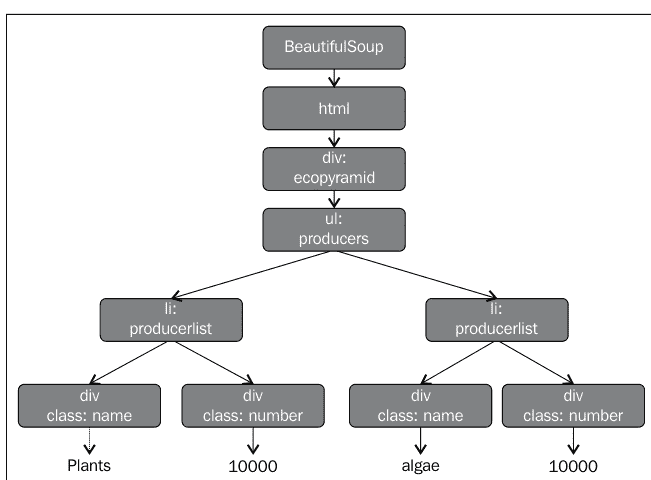 BeautifulSoup
html
div:
ecopyramid
ul:
producers
li:
producerlist
li:
producerlist
div
class: name
div
class: number
div
class: name
div
class: number
Plants
10000
algae
10000